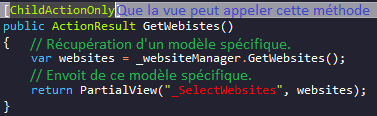 [ChildActionOnly]Que la vue peut appeler cette méthode
public ActionResult GetWebistes()
{
// Récupération d'un modèle spécifique.
var websites = _websiteManager.GetWebsites();
// Envoit de ce modèle spécifique.
return PartialView("_SelectWebsites", websites);
}